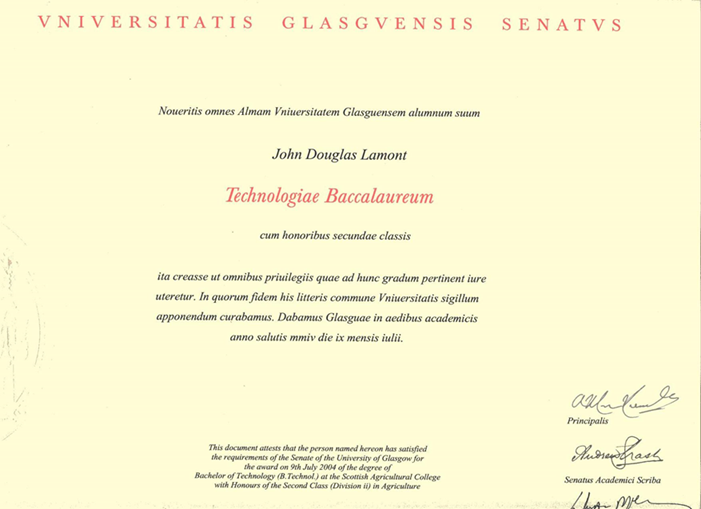 VNIVERSITATIS GLASGVENSIS SENATVS
Noueritis omnes Almam Vniuersitatem Glasguensem alumnum suum
John Douglas Lamont
Technologiae Baccalaureum
cum honoribus secundae classis
ita creasse ut omnibus priuilegiis quae ad hunc gradum pertinent iure
uteretur. In quorum fidem his litteris commune Vniuersitatis sigillum
apponendum curabamus. Dabamus Glasguae in aedibus academicis
anno salutis mmiv die ix mensis iulii.
Principalis
Senatus Academici Scriba
This document attests that the person named hereon has satisfied
the requirements of the Senate of the University of Glasgow for
the award on 9th July 2004 of the degree of
Bachelor of Technology (B.Technol.) at the Scottish Agricultural College
with Honours of the Second Class (Division ii) in Agriculture